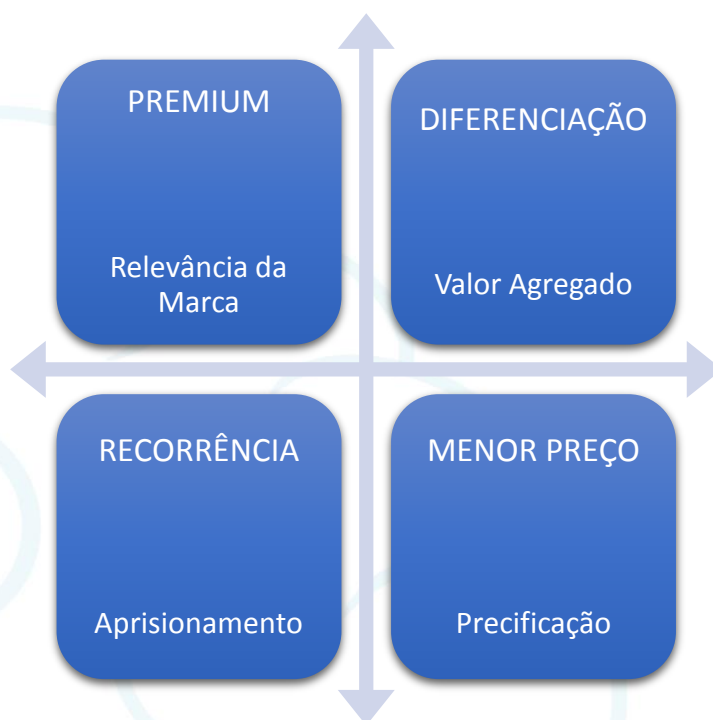 PREMIUM
Relevância da
Marca
DIFERENCIAÇÃO
Valor Agregado
RECORRÊNCIA
Aprisionamento
MENOR PREÇO
Precificação